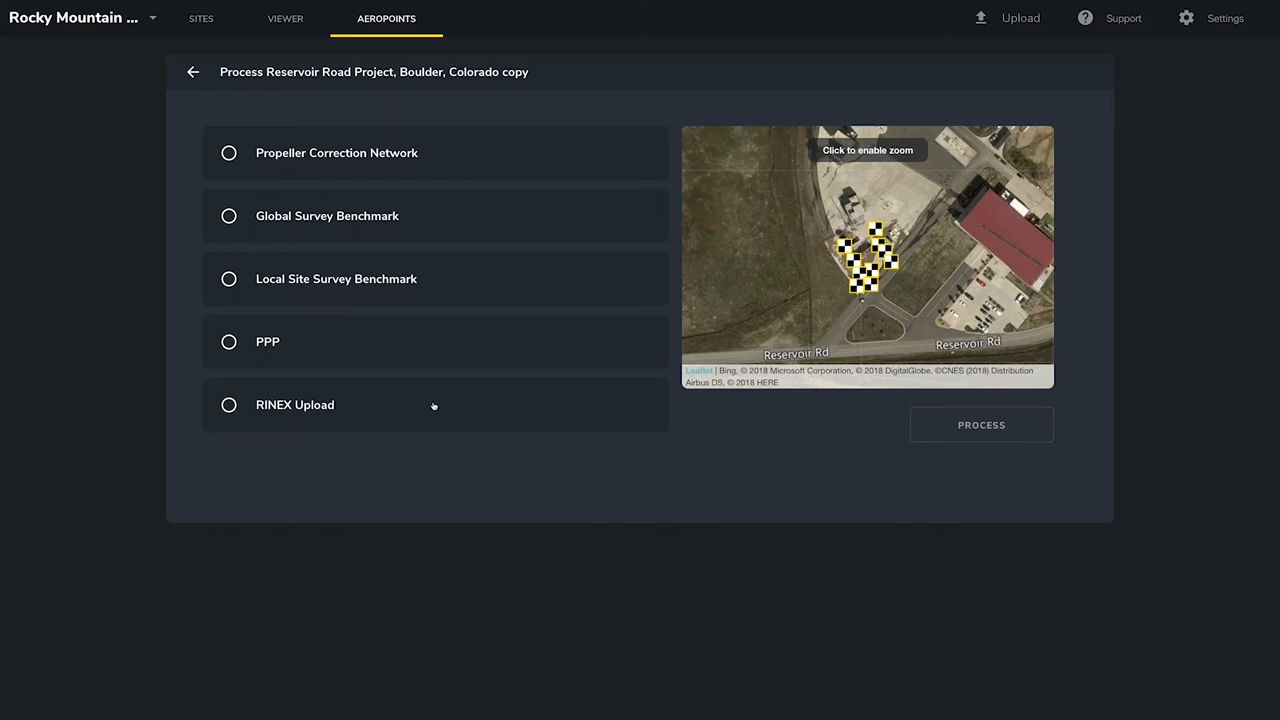 Rocky Mountain ...
SITES
VIEWER
AEROPOINTS
Upload
Support
Settings
Process Reservoir Road Project, Boulder, Colorado copy
Propeller Correction Network
Global Survey Benchmark
Local Site Survey Benchmark
PPP
RINEX Upload
Click to enable zoom
Reservoir Rd
Reservoir Rd
Leaflet | Bing, © 2018 Microsoft Corporation, © 2018 DigitalGlobe, ©CNES (2018) Distribution
Airbus DS, © 2018 HERE
PROCESS